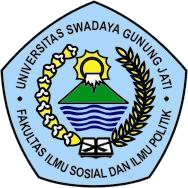 • UNIVERSITAS SWADAYA GUNUNG JATI •
FAKULTAS ILMU SOSIAL DAN ILMU POLITIK